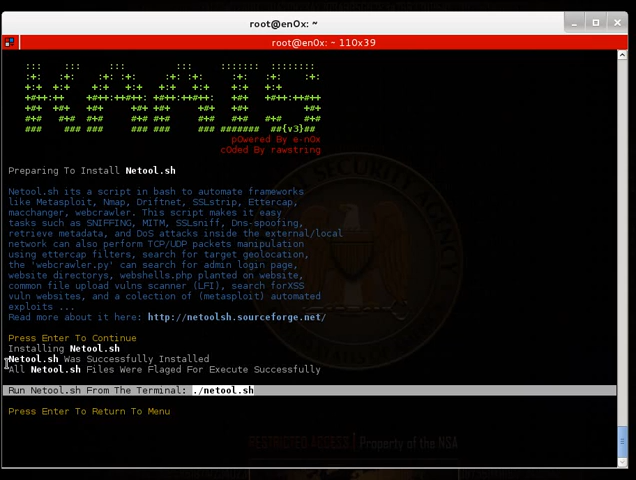 root@en0x: ~
root@en0x: ~ 110x39
{v3}
p0wered By e-n0x
c0ded By rawstring
Preparing To Install Netool.sh
Netool.sh its a script in bash to automate frameworks
like Metasploit, Nmap, Driftnet, SSLstrip, Ettercap,
macchanger, webcrawler. This script makes it easy
tasks such as SNIFFING, MITM, SSLsniff, Dns-spoofing,
retrieve metadata, and DoS attacks inside the external/local
network can also perform TCP/UDP packets manipulation
using ettercap filters, search for target geolocation,
the 'webcrawler.py' can search for admin login page,
website directorys, webshells.php planted on website,
common file upload vulns scanner (LFI), search forXSS
vuln websites, and a colection of (metasploit) automated
exploits ...
Read more about it here: http://netoolsh.sourceforge.net/
Press Enter To Continue
Installing Netool.sh
Netool.sh Was Successfully Installed
All Netool.sh Files Were Flaged For Execute Successfully
Run Netool.sh From The Terminal: ./netool.sh
Press Enter To Return To Menu
RESTRICTED ACCESS | Property of the NSA